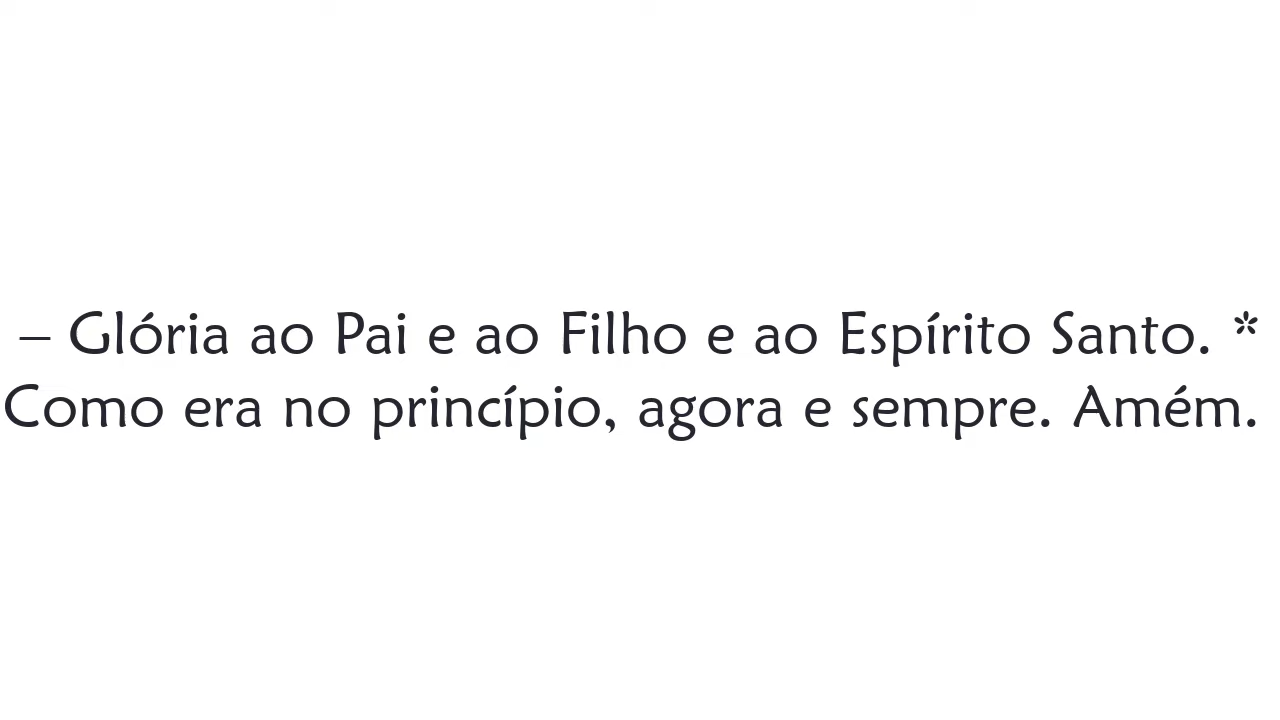 – Glória ao Pai e ao Filho e ao Espírito Santo. *
Como era no princípio, agora e sempre. Amém.